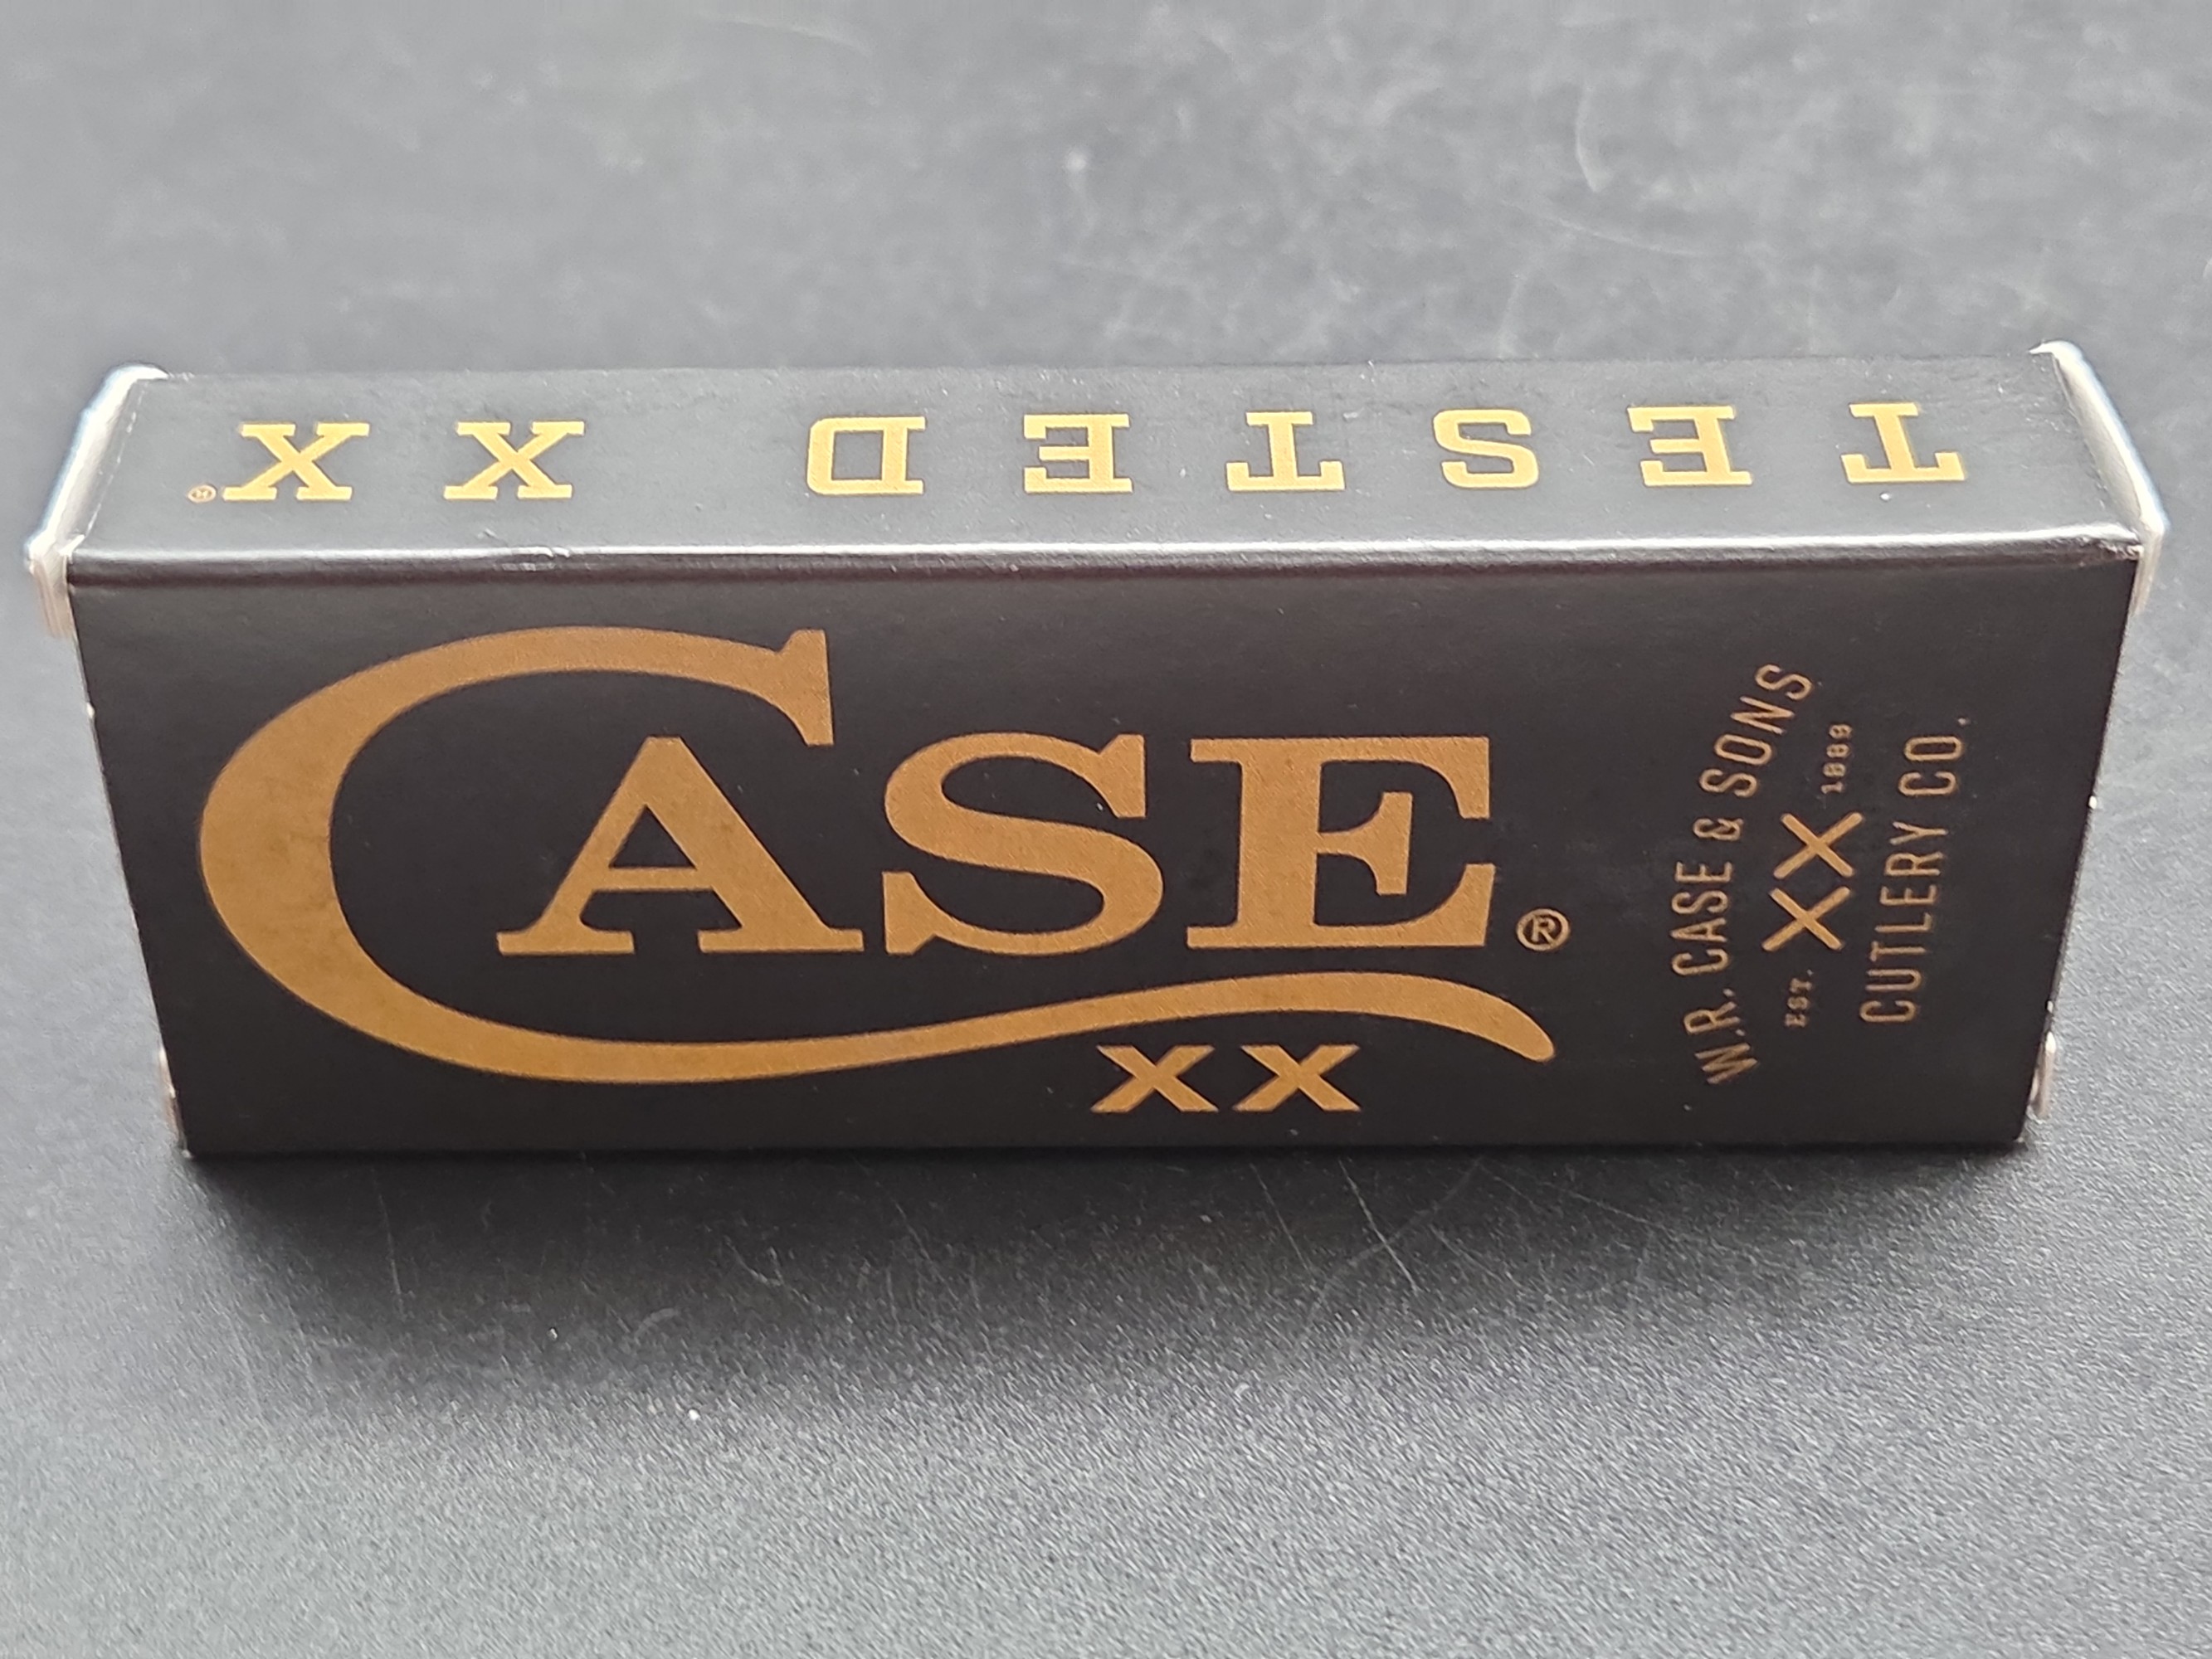 TESTED XX®
CASE®
XX
W.R. CASE & SONS
EST. XX 1889
CUTLERY CO.